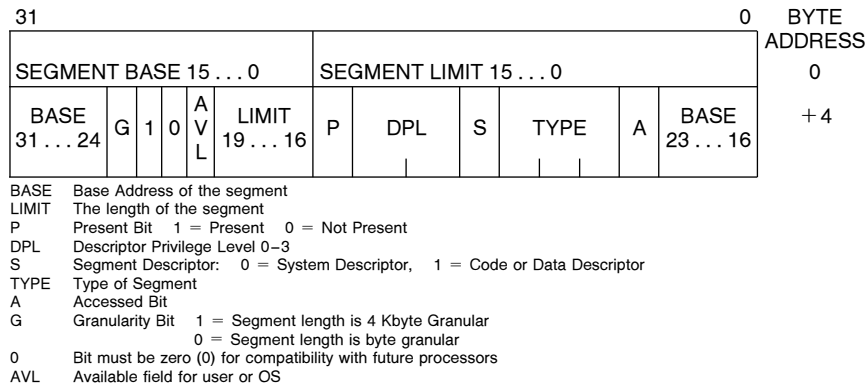 31 0 BYTE
ADDRESS
SEGMENT BASE 15 . . . 0 SEGMENT LIMIT 15 . . . 0 0
BASE
31 . . . 24
G
1
0
A
V
L
LIMIT
19 . . . 16
P
DPL
S
TYPE
A
BASE
23 . . . 16
+4
BASE Base Address of the segment
LIMIT The length of the segment
P Present Bit 1 = Present 0 = Not Present
DPL Descriptor Privilege Level 0–3
S Segment Descriptor: 0 = System Descriptor, 1 = Code or Data Descriptor
TYPE Type of Segment
A Accessed Bit
G Granularity Bit 1 = Segment length is 4 Kbyte Granular
0 = Segment length is byte granular
0 Bit must be zero (0) for compatibility with future processors
AVL Available field for user or OS